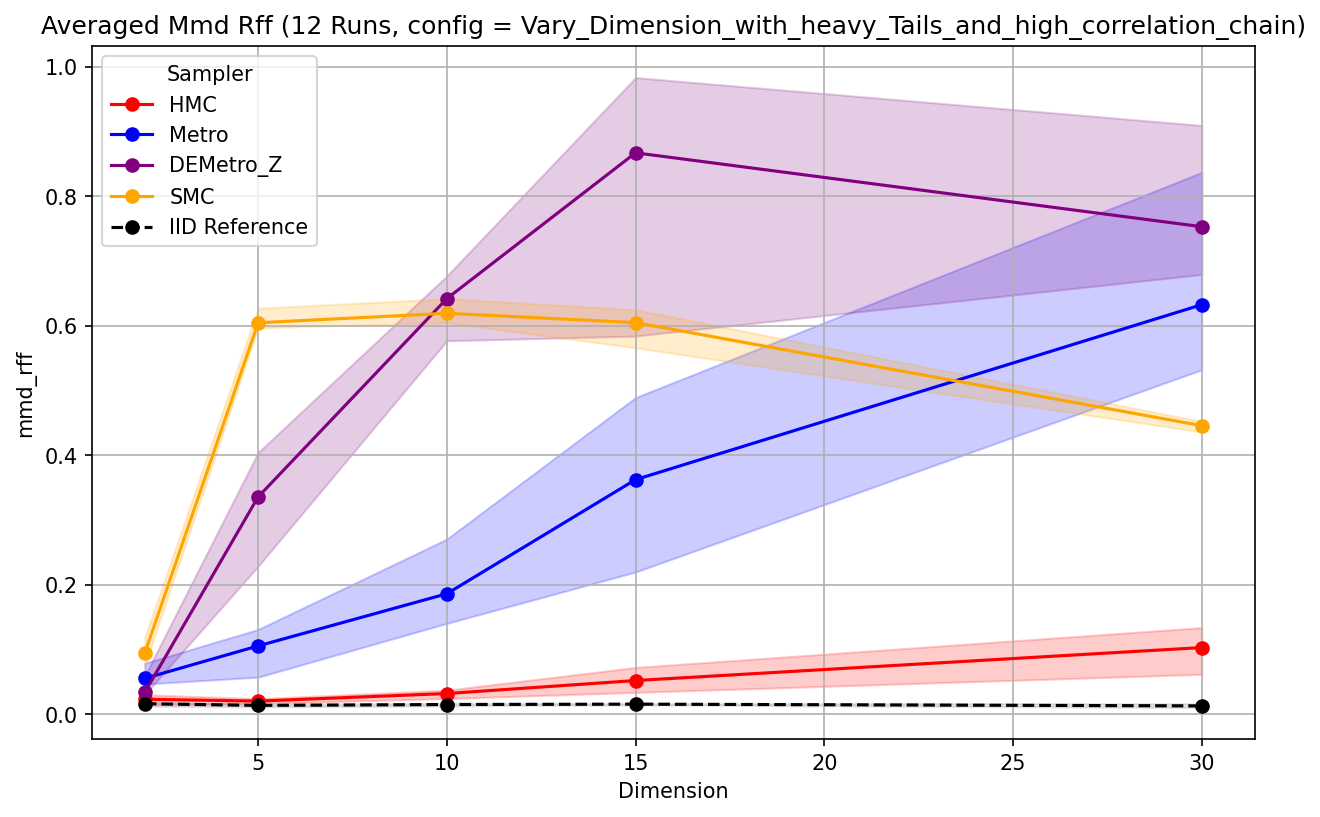 Averaged Mmd Rff (12 Runs, config = Vary_Dimension_with_heavy_Tails_and_high_correlation_chain)
Sampler
HMC
Metro
DEMetro_Z
SMC
IID Reference
1.0
0.8
0.6
0.4
0.2
0.0
mmd_rff
5 10 15 20 25 30
Dimension